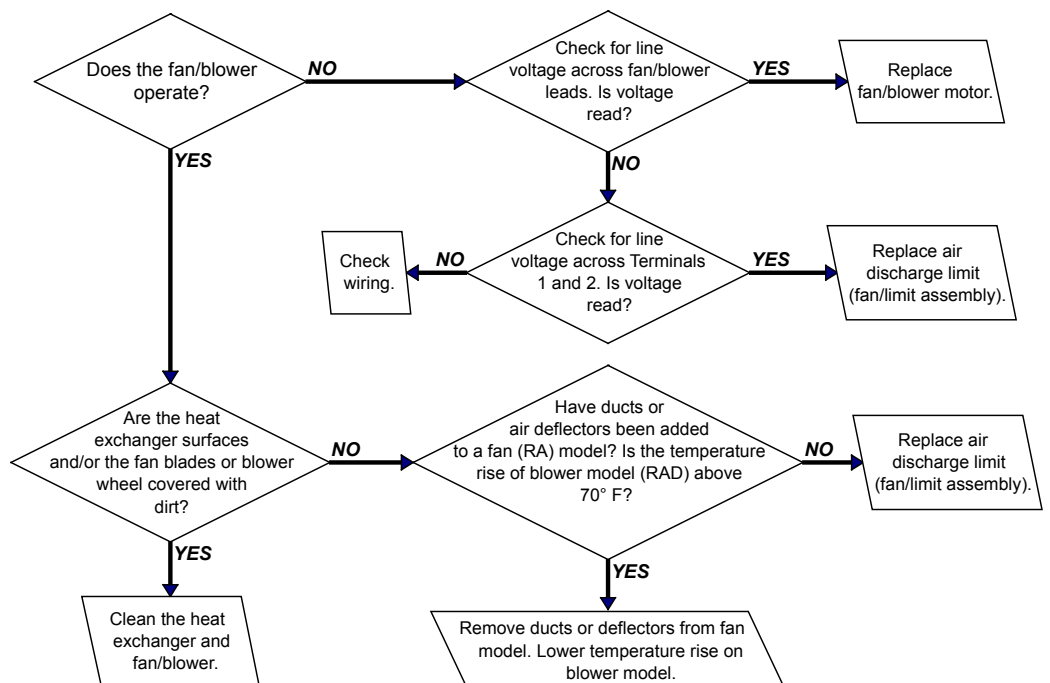 Does the fan/blower
operate?
NO
Check for line
voltage across fan/blower
leads. Is voltage
read?
YES
Replace
fan/blower motor.
YES
NO
Check
wiring.
NO
Check for line
voltage across Terminals
1 and 2. Is voltage
read?
YES
Replace air
discharge limit
(fan/limit assembly).
Are the heat
exchanger surfaces
and/or the fan blades or blower
wheel covered with
dirt?
NO
Have ducts or
air deflectors been added
to a fan (RA) model? Is the temperature
rise of blower model (RAD) above
70° F?
NO
Replace air
discharge limit
(fan/limit assembly).
YES
YES
Clean the heat
exchanger and
fan/blower.
Remove ducts or deflectors from fan
model. Lower temperature rise on
blower model.